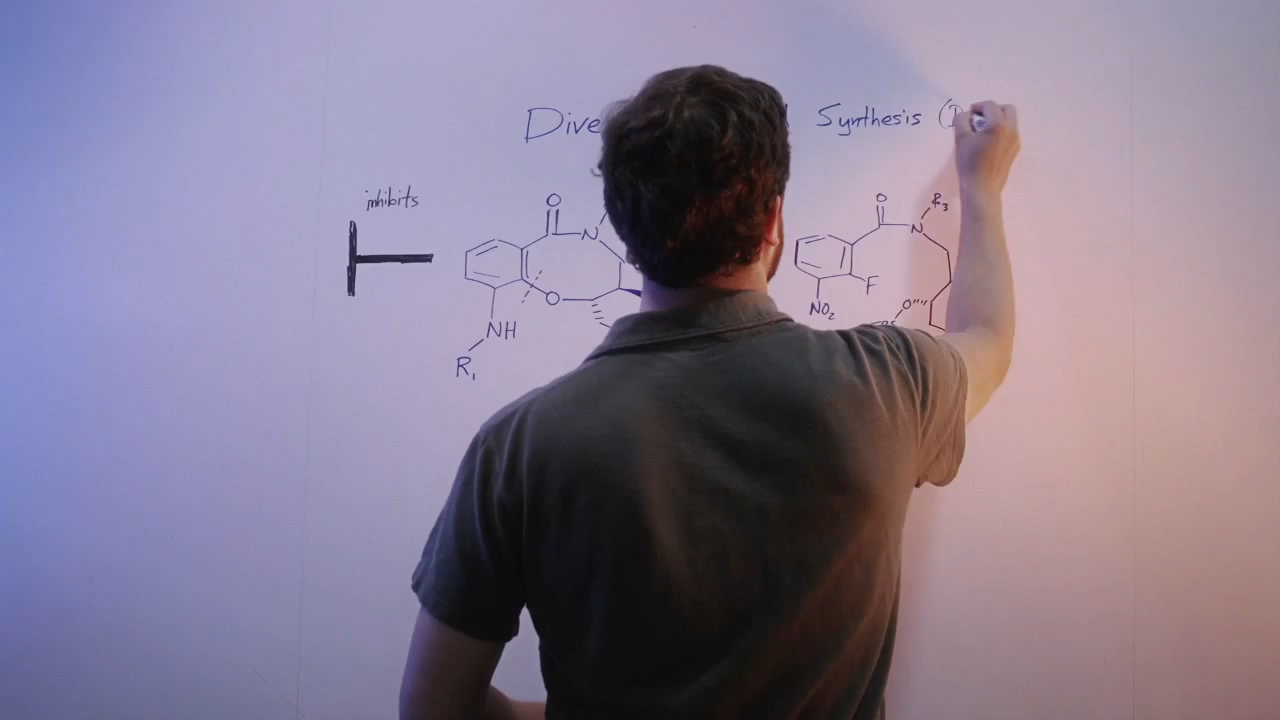 Dive Synthesis (
inhibits
O O R3
N N
F
O NO2 O
NH
R1